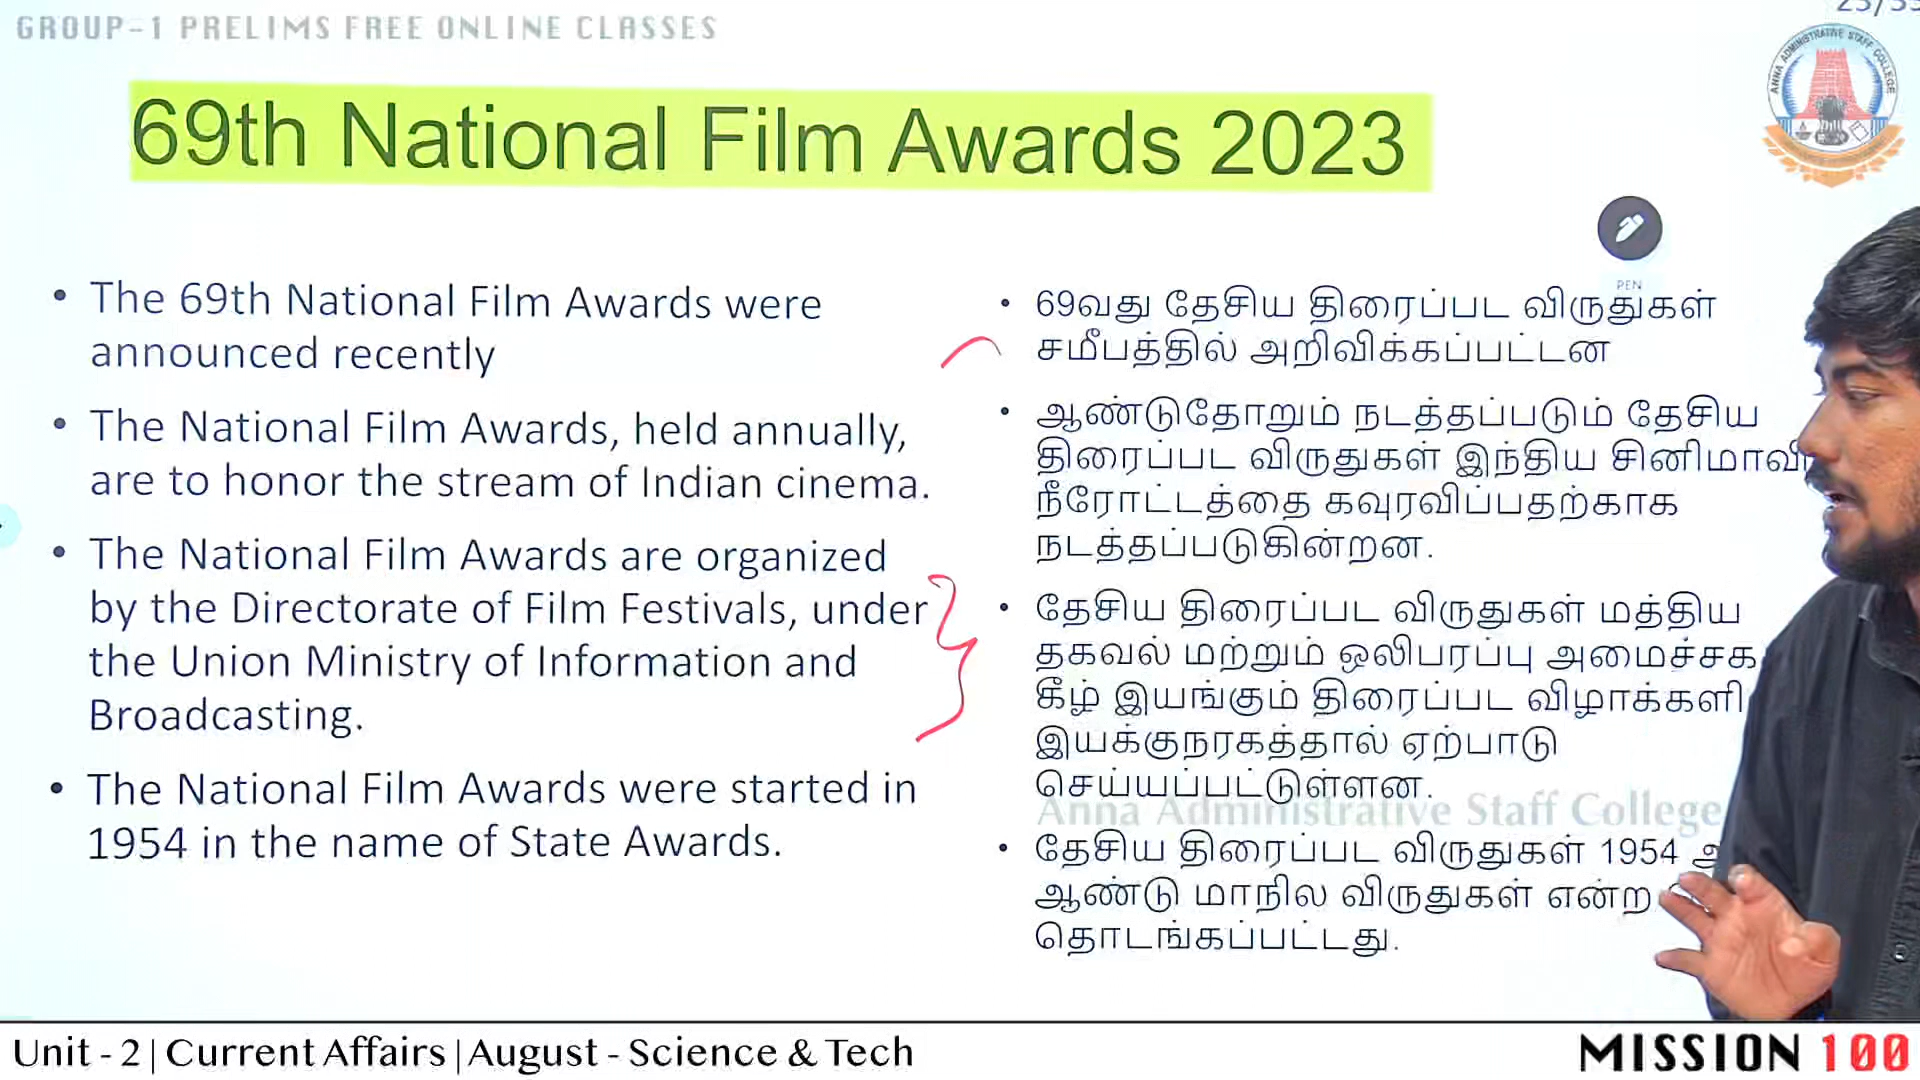 GROUP-1 PRELIMS FREE ONLINE CLASSES
ANNA ADMINISTRATIVE STAFF COLLEGE
69th National Film Awards 2023
PEN
• The 69th National Film Awards were
announced recently
• The National Film Awards, held annually,
are to honor the stream of Indian cinema.
• The National Film Awards are organized
by the Directorate of Film Festivals, under
the Union Ministry of Information and
Broadcasting.
• The National Film Awards were started in
1954 in the name of State Awards.
• 69வது தேசிய திரைப்பட விருதுகள்
சமீபத்தில் அறிவிக்கப்பட்டன
• ஆண்டுதோறும் நடத்தப்படும் தேசிய
திரைப்பட விருதுகள் இந்திய
நீரோட்டத்தை கவுரவிப்பதற்காக
நடத்தப்படுகின்றன.
• தேசிய திரைப்பட விருதுகள் மத்திய
தகவல் மற்றும் ஒலிபரப்பு
கீழ் இயங்கும் திரைப்பட
இயக்குநரகத்தால் ஏற்பாடு
செய்யப்பட்டுள்ளன.
Anna Administrative Staff College
• தேசிய திரைப்பட விருதுகள் 1954
ஆண்டு மாநில விருதுகள் என்ற
தொடங்கப்பட்டது.
Unit - 2 | Current Affairs | August - Science & Tech
MISSION 100